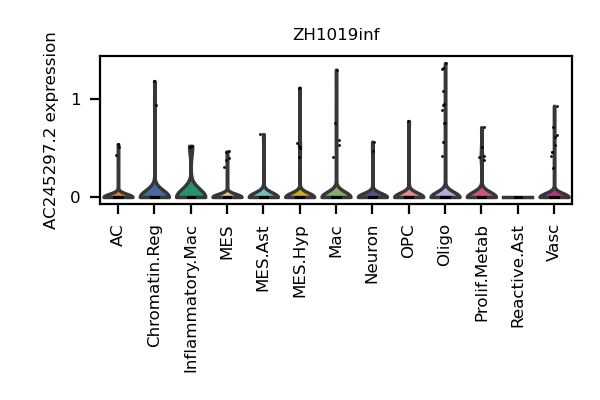 ZH1019inf
AC245297.2 expression
1
0
AC
Chromatin.Reg
Inflammatory.Mac
MES
MES.Ast
MES.Hyp
Mac
Neuron
OPC
Oligo
Prolif.Metab
Reactive.Ast
Vasc